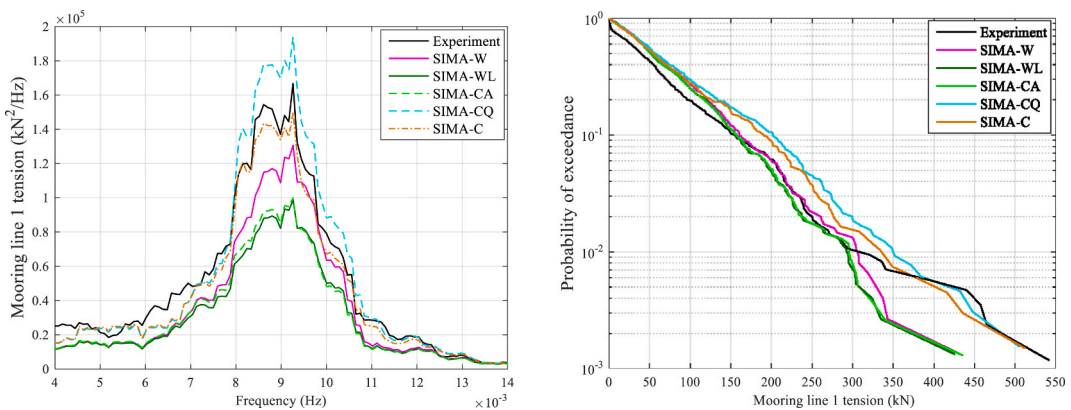 ×10⁵
2
1.8
1.6
1.4
1.2
1
0.8
0.6
0.4
0.2
0
Mooring line 1 tension (kN²/Hz)
4 5 6 7 8 9 10 11 12 13 14
Frequency (Hz)
×10⁻³
Experiment
SIMA-W
SIMA-WL
SIMA-CA
SIMA-CQ
SIMA-C
10⁰
10⁻¹
10⁻²
10⁻³
Probability of exceedance
0 50 100 150 200 250 300 350 400 450 500 550
Mooring line 1 tension (kN)
Experiment
SIMA-W
SIMA-WL
SIMA-CA
SIMA-CQ
SIMA-C